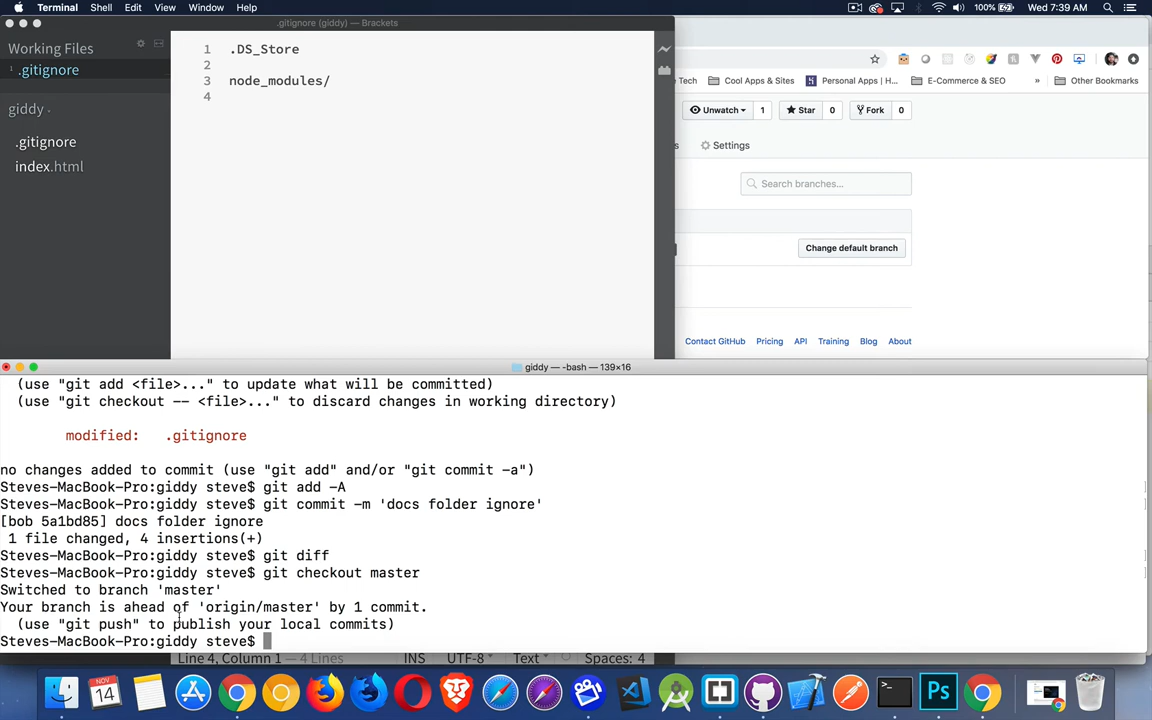 Terminal Shell Edit View Window Help
100% Wed 7:39 AM
.gitignore (giddy) — Brackets
Working Files
.gitignore
giddy
.gitignore
index.html
1 .DS_Store
2
3 node_modules/
4
Tech Cool Apps & Sites Personal Apps | H... E-Commerce & SEO » Other Bookmarks
Unwatch 1 Star 0 Fork 0
s Settings
Search branches...
Change default branch
Contact GitHub Pricing API Training Blog About
giddy — -bash — 139×16
(use "git add <file>..." to update what will be committed)
(use "git checkout -- <file>..." to discard changes in working directory)
modified: .gitignore
no changes added to commit (use "git add" and/or "git commit -a")
Steves-MacBook-Pro:giddy steve$ git add -A
Steves-MacBook-Pro:giddy steve$ git commit -m 'docs folder ignore'
[bob 5a1bd85] docs folder ignore
1 file changed, 4 insertions(+)
Steves-MacBook-Pro:giddy steve$ git diff
Steves-MacBook-Pro:giddy steve$ git checkout master
Switched to branch 'master'
Your branch is ahead of 'origin/master' by 1 commit.
(use "git push" to publish your local commits)
Steves-MacBook-Pro:giddy steve$
Line 4, Column 1 — 4 Lines INS UTF-8 Text Spaces: 4
NOV
14
>_
Ps